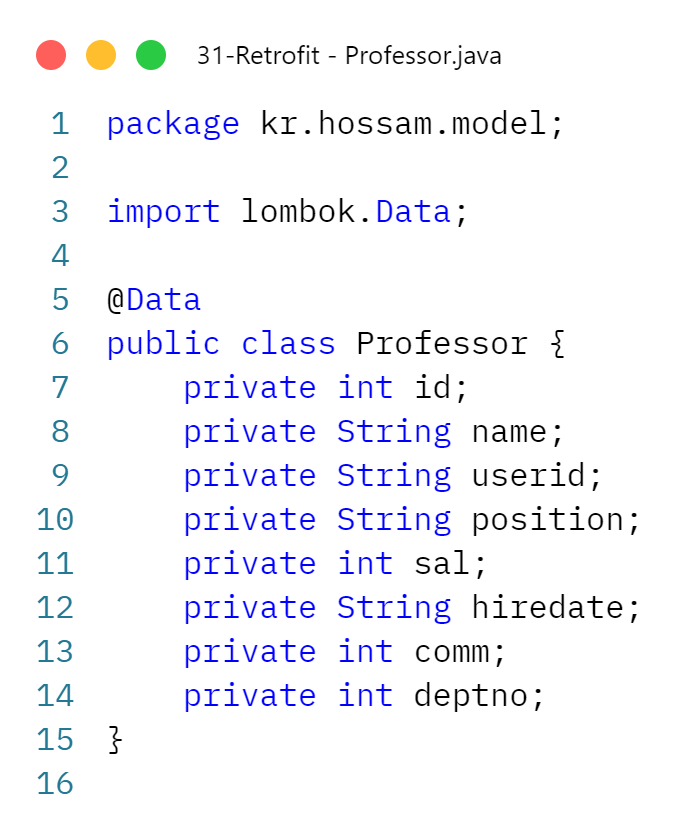 31-Retrofit - Professor.java
1 package kr.hossam.model;
2
3 import lombok.Data;
4
5 @Data
6 public class Professor {
7     private int id;
8     private String name;
9     private String userid;
10     private String position;
11     private int sal;
12     private String hiredate;
13     private int comm;
14     private int deptno;
15 }
16